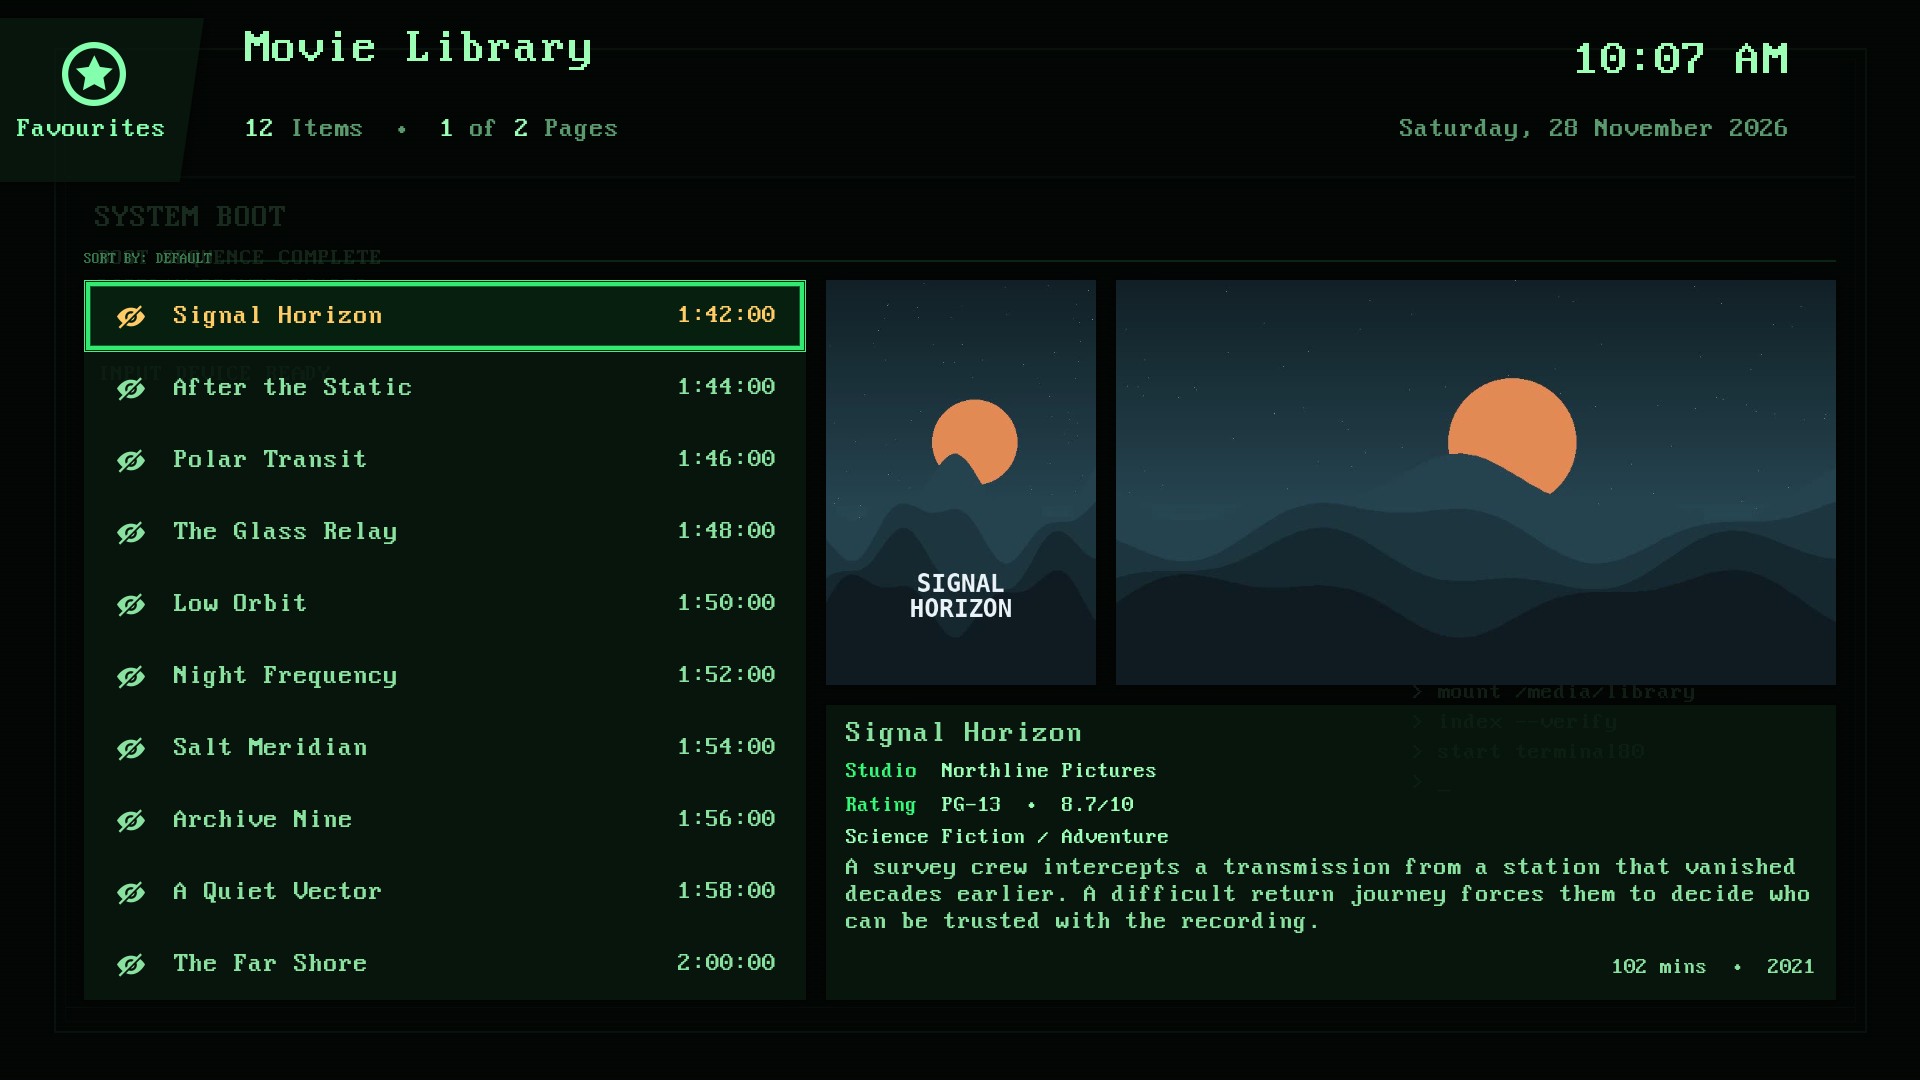 Movie Library
10:07 AM
Favourites
12 Items • 1 of 2 Pages
Saturday, 28 November 2026
SYSTEM BOOT
SEQUENCE COMPLETE
SORT BY: DEFAULT
Signal Horizon 1:42:00
INPUT DEVICE READY
After the Static 1:44:00
Polar Transit 1:46:00
The Glass Relay 1:48:00
Low Orbit 1:50:00
Night Frequency 1:52:00
Salt Meridian 1:54:00
Archive Nine 1:56:00
A Quiet Vector 1:58:00
The Far Shore 2:00:00
SIGNAL
HORIZON
> mount /media/library
> index --verify
> start terminal80
> _
Signal Horizon
Studio Northline Pictures
Rating PG-13 • 8.7/10
Science Fiction / Adventure
A survey crew intercepts a transmission from a station that vanished
decades earlier. A difficult return journey forces them to decide who
can be trusted with the recording.
102 mins • 2021